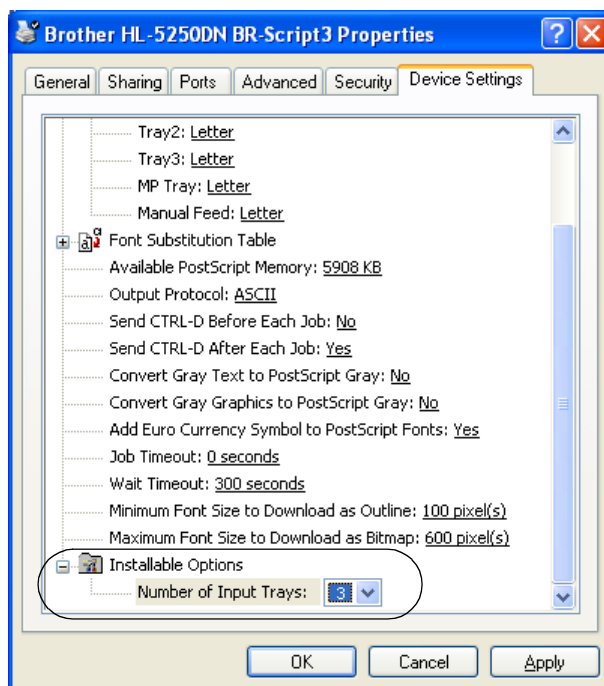 Brother HL-5250DN BR-Script3 Properties
General Sharing Ports Advanced Security Device Settings
Tray2: Letter
Tray3: Letter
MP Tray: Letter
Manual Feed: Letter
Font Substitution Table
Available PostScript Memory: 5908 KB
Output Protocol: ASCII
Send CTRL-D Before Each Job: No
Send CTRL-D After Each Job: Yes
Convert Gray Text to PostScript Gray: No
Convert Gray Graphics to PostScript Gray: No
Add Euro Currency Symbol to PostScript Fonts: Yes
Job Timeout: 0 seconds
Wait Timeout: 300 seconds
Minimum Font Size to Download as Outline: 100 pixel(s)
Maximum Font Size to Download as Bitmap: 600 pixel(s)
Installable Options
Number of Input Trays: 3
OK Cancel Apply